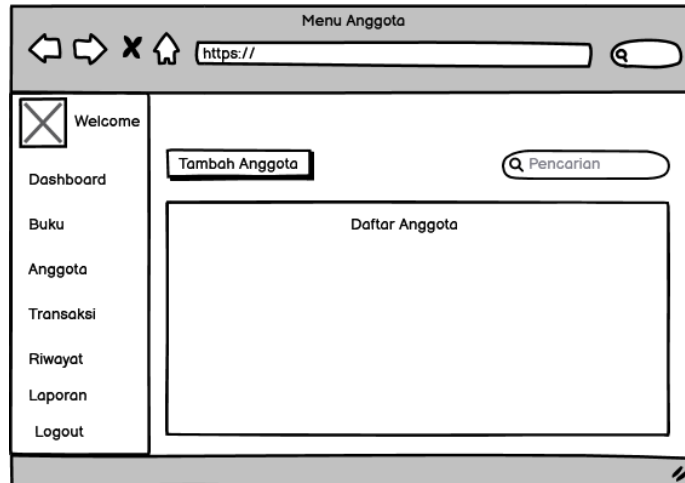 Menu Anggota
https://
Welcome
Dashboard
Buku
Anggota
Transaksi
Riwayat
Laporan
Logout
Tambah Anggota
Pencarian
Daftar Anggota